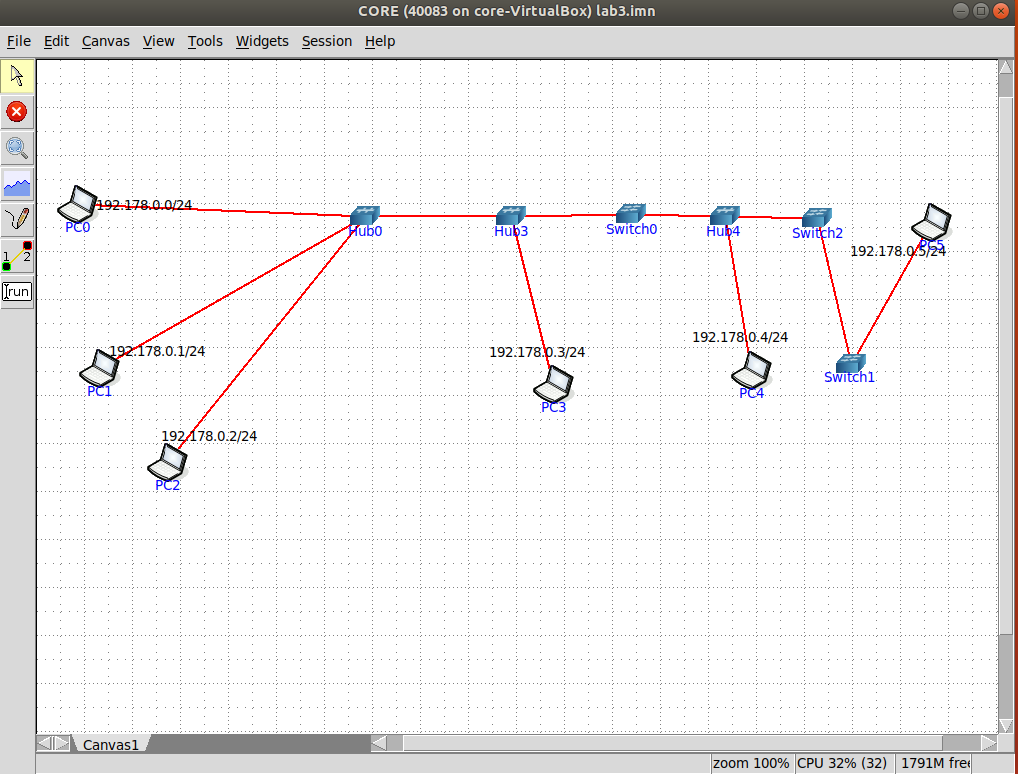 CORE (40083 on core-VirtualBox) lab3.imn
File Edit Canvas View Tools Widgets Session Help
192.178.0.0/24
PC0
Hub0
Hub3
Switch0
Hub4
Switch2
PC5
192.178.0.5/24
1 2
run
192.178.0.1/24
PC1
192.178.0.3/24
PC3
192.178.0.4/24
PC4
Switch1
192.178.0.2/24
PC2
Canvas1
zoom 100% CPU 32% (32) 1791M free